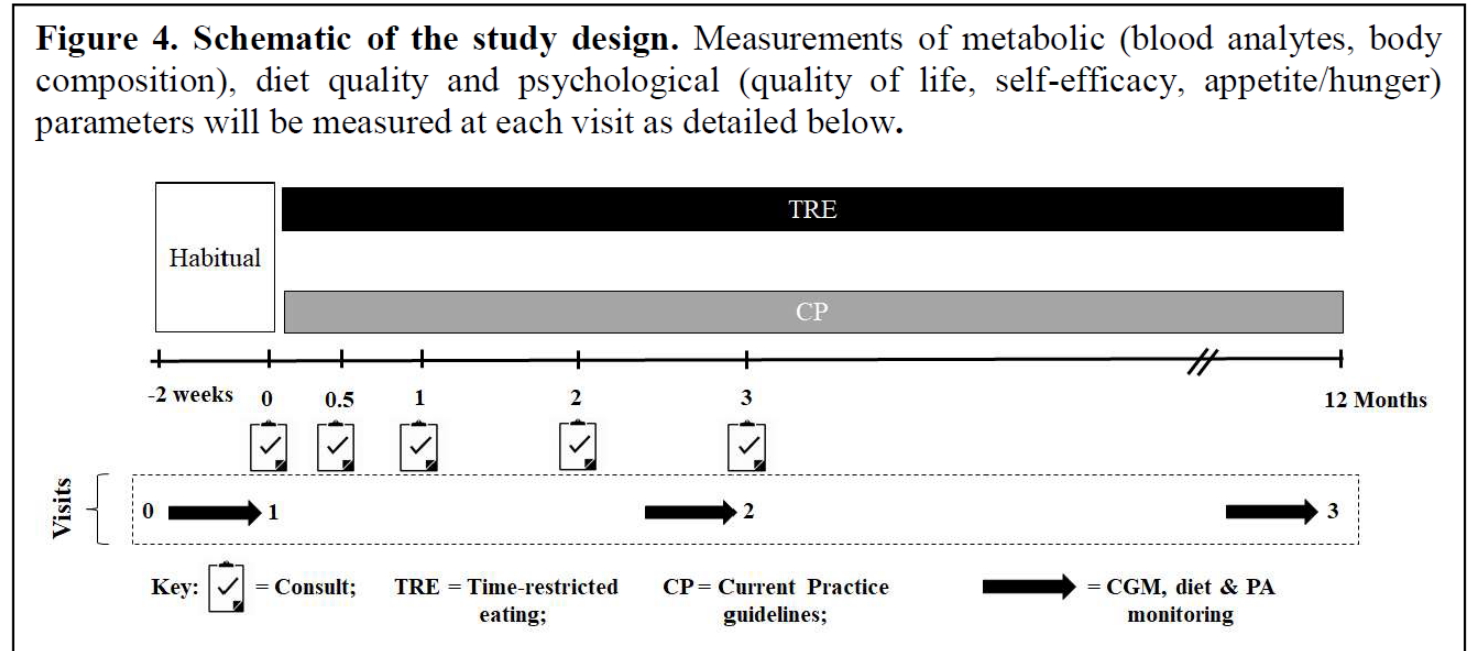 Figure 4. Schematic of the study design. Measurements of metabolic (blood analytes, body
composition), diet quality and psychological (quality of life, self-efficacy, appetite/hunger)
parameters will be measured at each visit as detailed below.
TRE
Habitual
CP
-2 weeks 0 0.5 1 2 3 12 Months
Visits
0 1 2 3
Key: = Consult; TRE = Time-restricted CP = Current Practice = CGM, diet & PA
eating; guidelines; monitoring